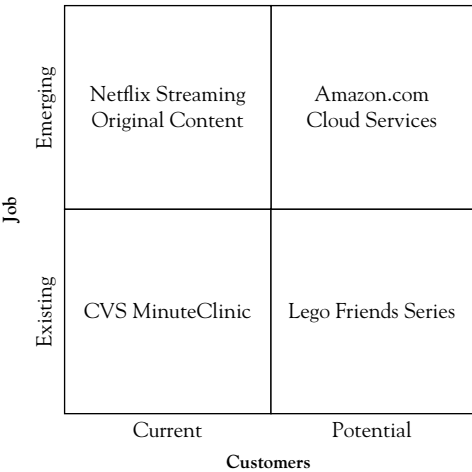 Job
Emerging
Netflix Streaming
Original Content
Amazon.com
Cloud Services
Existing
CVS MinuteClinic
Lego Friends Series
Current
Potential
Customers